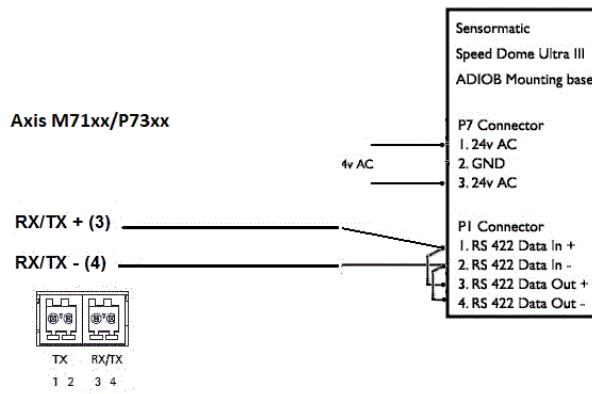 Sensormatic
Speed Dome Ultra III
ADIOB Mounting base
Axis M71xx/P73xx
P7 Connector
1. 24v AC
4v AC
2. GND
3. 24v AC
RX/TX + (3)
P1 Connector
1. RS 422 Data In +
RX/TX - (4)
2. RS 422 Data In -
3. RS 422 Data Out +
4. RS 422 Data Out -
TX RX/TX
1 2 3 4